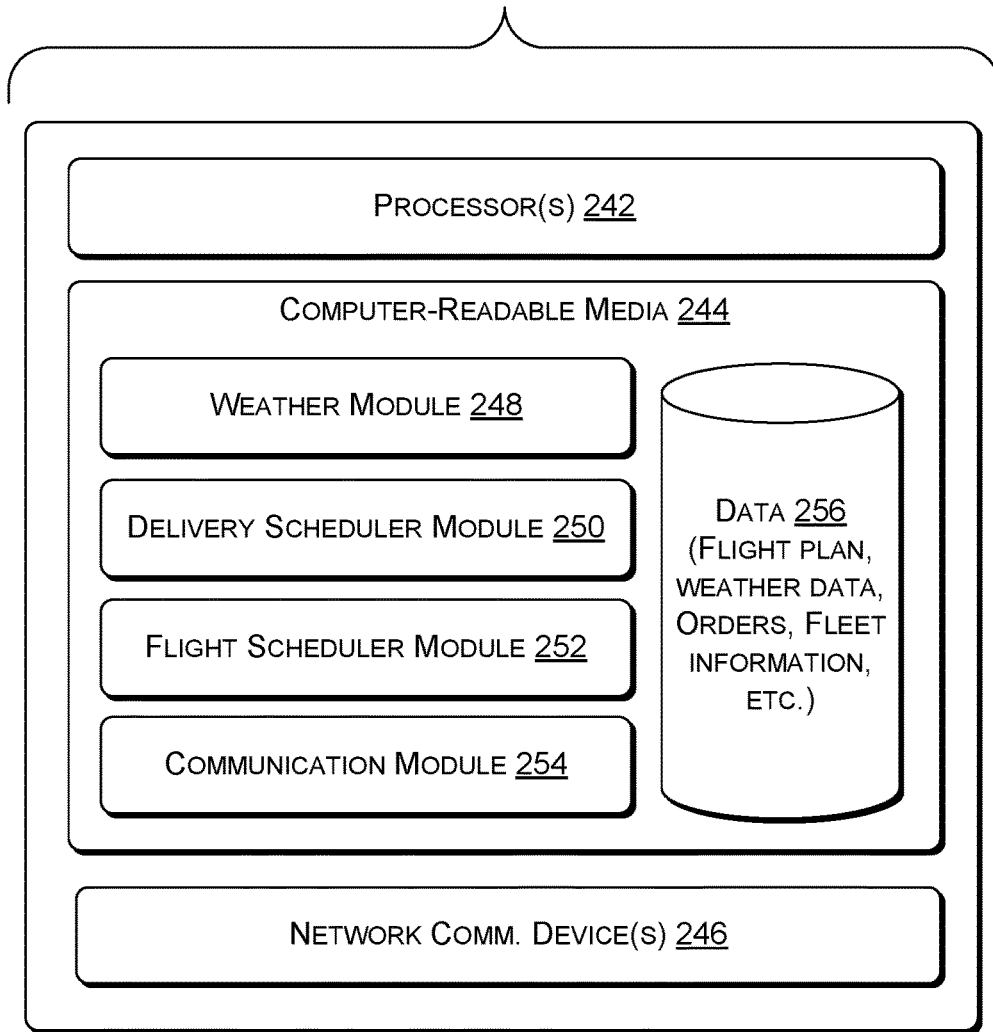 PROCESSOR(S) 242
COMPUTER-READABLE MEDIA 244
WEATHER MODULE 248
DELIVERY SCHEDULER MODULE 250
FLIGHT SCHEDULER MODULE 252
COMMUNICATION MODULE 254
DATA 256
(FLIGHT PLAN,
WEATHER DATA,
ORDERS, FLEET
INFORMATION,
ETC.)
NETWORK COMM. DEVICE(S) 246